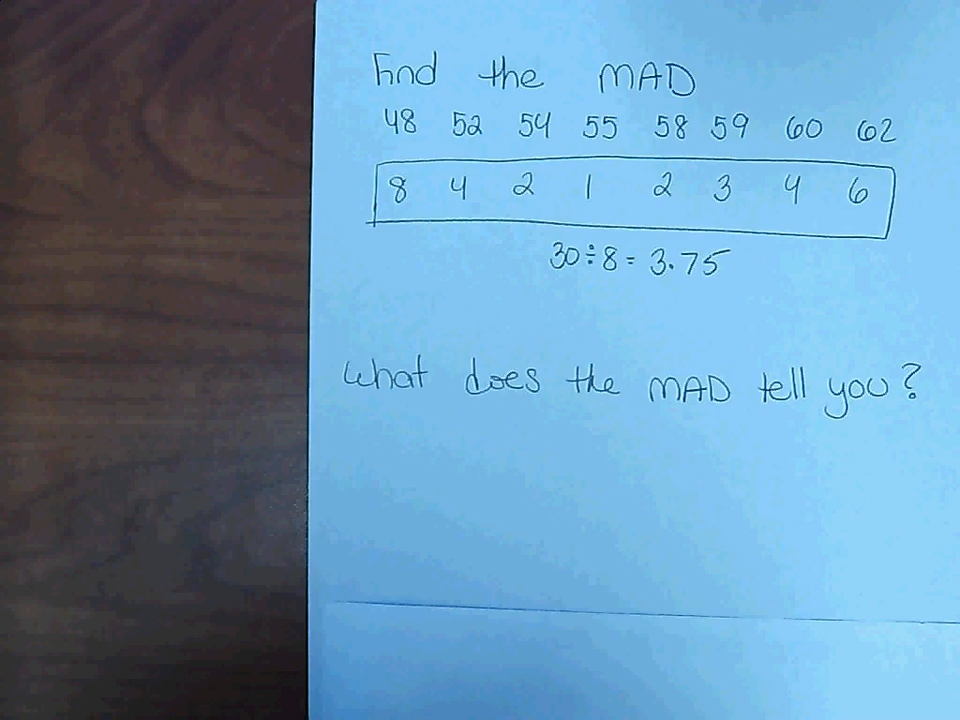 Find the MAD
48 52 54 55 58 59 60 62
8 4 2 1 2 3 4 6
30÷8= 3.75
What does the MAD tell you?